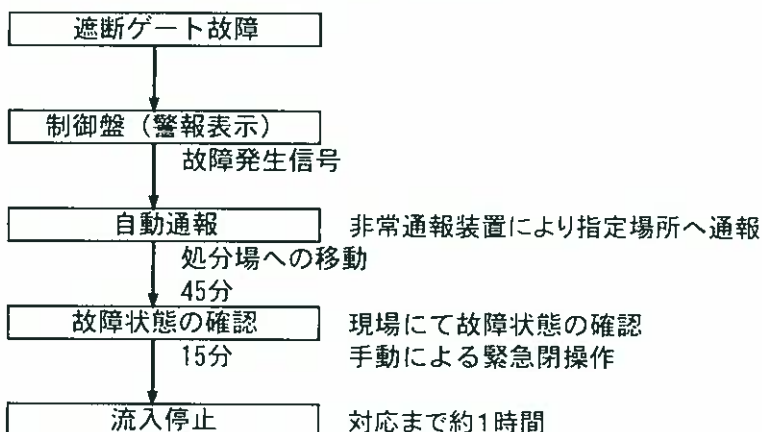 遮断ゲート故障
制御盤（警報表示）
故障発生信号
自動通報 非常通報装置により指定場所へ通報
処分場への移動
45分
故障状態の確認 現場にて故障状態の確認
15分 手動による緊急閉操作
流入停止 対応まで約1時間